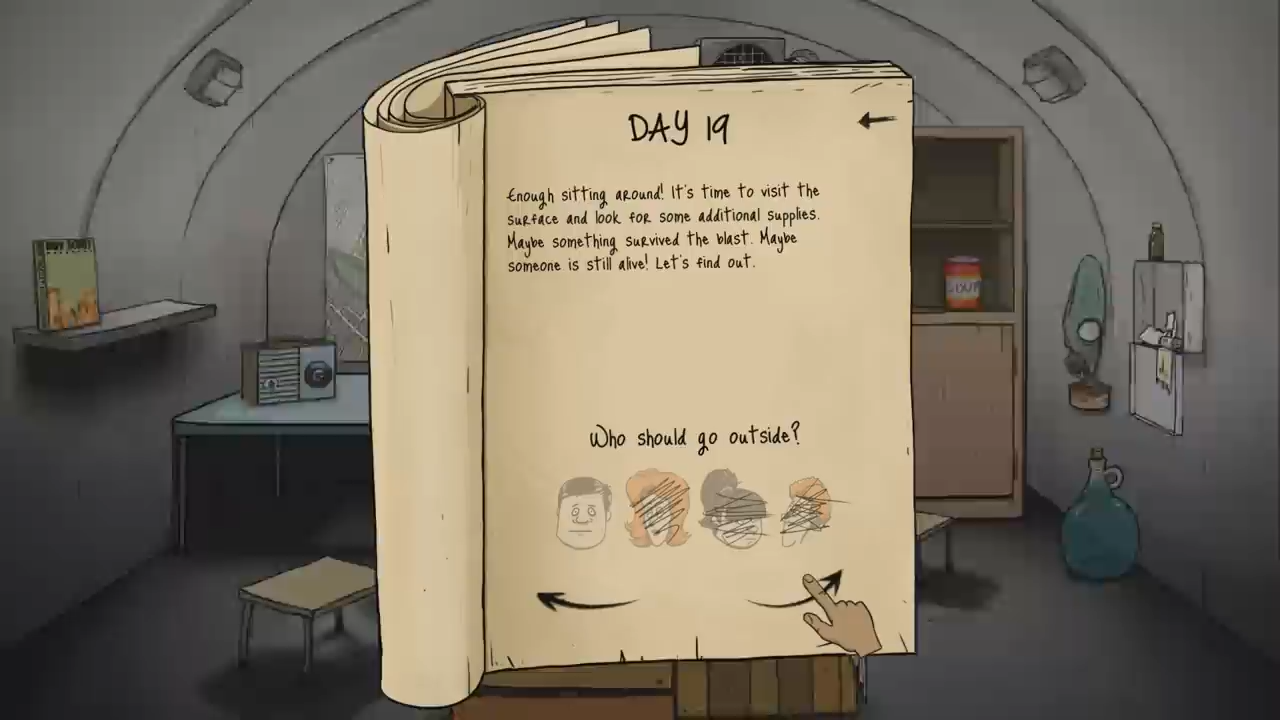 DAY 19
Enough sitting around! It's time to visit the
surface and look for some additional supplies.
Maybe something survived the blast. Maybe
someone is still alive! Let's find out.
SOUP
Who should go outside?